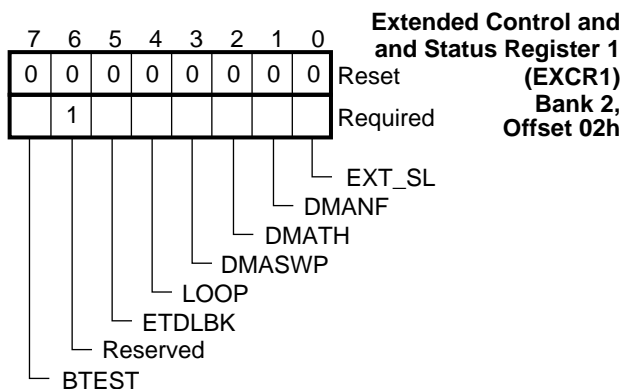 Extended Control and
and Status Register 1
(EXCR1)
Bank 2,
Offset 02h
7 6 5 4 3 2 1 0
0 0 0 0 0 0 0 0 Reset
1 Required
EXT_SL
DMANF
DMATH
DMASWP
LOOP
ETDLBK
Reserved
BTEST